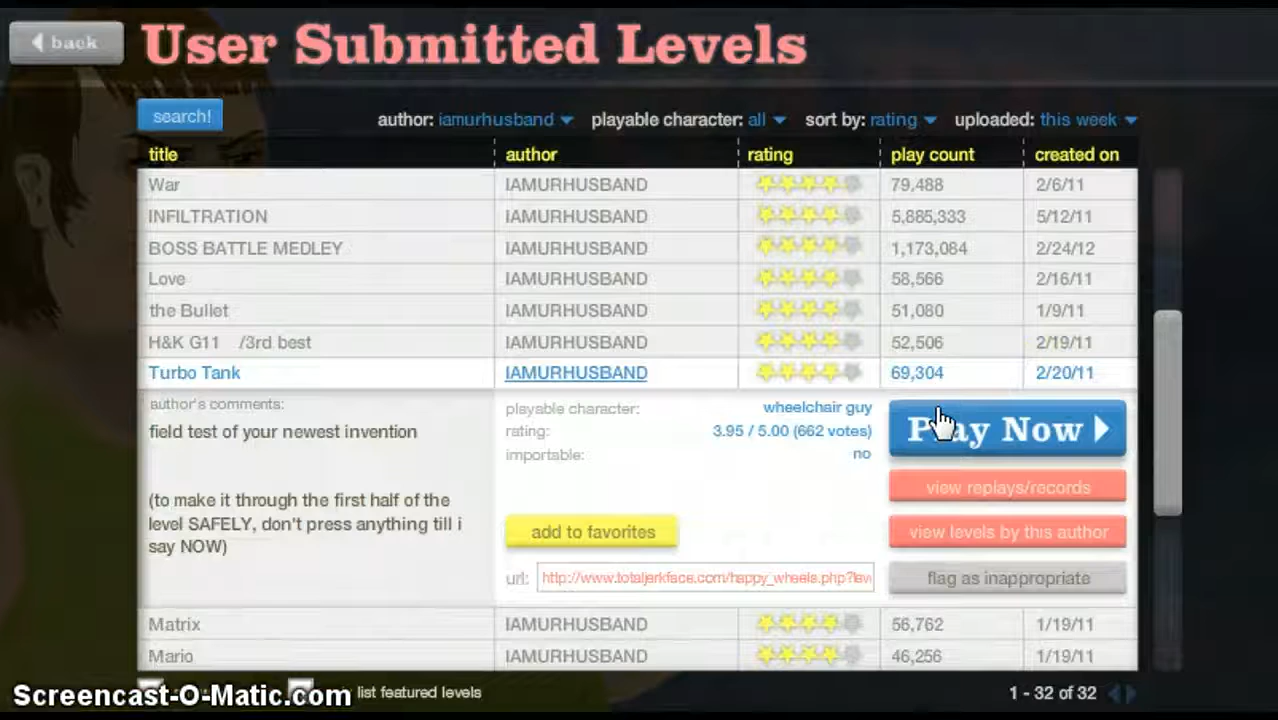 back
User Submitted Levels
search!
author: iamurhusband playable character: all sort by: rating uploaded: this week
title author rating play count created on
War IAMURHUSBAND 79,488 2/6/11
INFILTRATION IAMURHUSBAND 5,885,333 5/12/11
BOSS BATTLE MEDLEY IAMURHUSBAND 1,173,084 2/24/12
Love IAMURHUSBAND 58,566 2/16/11
the Bullet IAMURHUSBAND 51,080 1/9/11
H&K G11 /3rd best IAMURHUSBAND 52,506 2/19/11
Turbo Tank IAMURHUSBAND 69,304 2/20/11
author's comments:
field test of your newest invention
(to make it through the first half of the
level SAFELY, don't press anything till i
say NOW)
playable character: wheelchair guy
rating: 3.95 / 5.00 (662 votes)
importable: no
add to favorites
url: http://www.totaljerkface.com/happy_wheels.php?lev
Play Now
view replays/records
view levels by this author
flag as inappropriate
Matrix IAMURHUSBAND 56,762 1/19/11
Mario IAMURHUSBAND 46,256 1/19/11
Screencast-O-Matic.com list featured levels 1 - 32 of 32